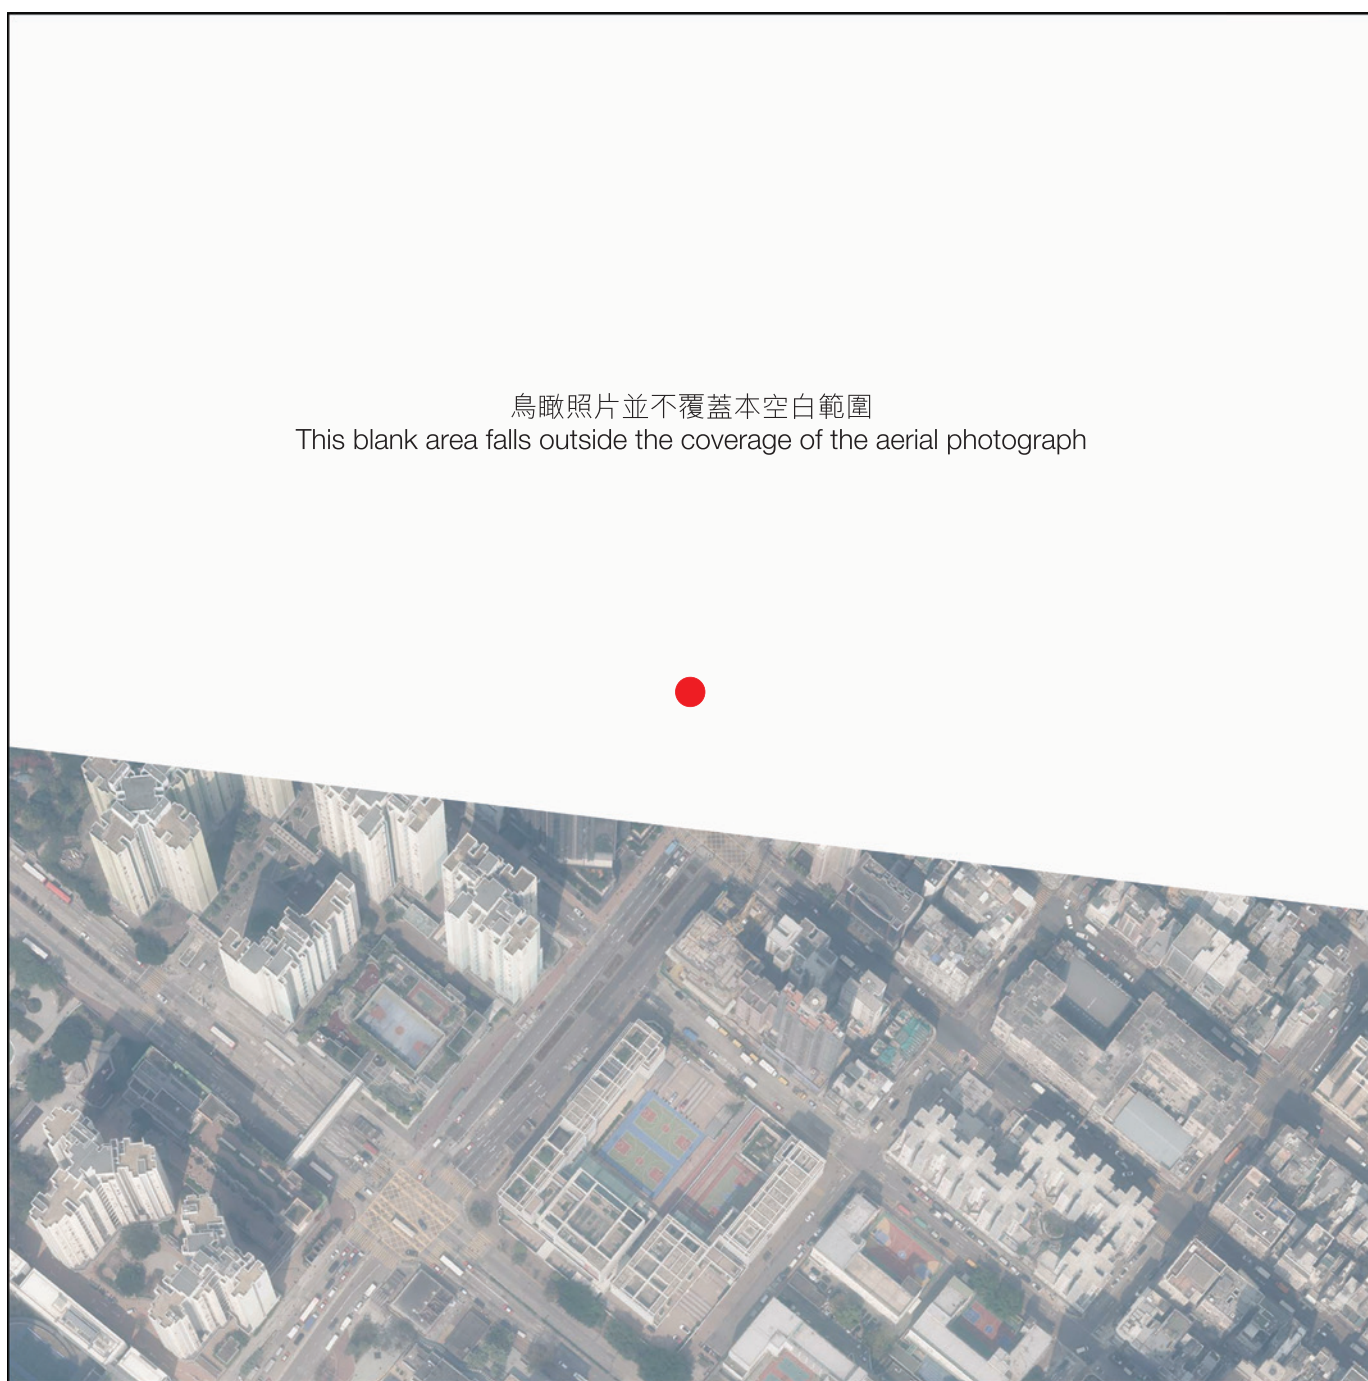 鳥瞰照片並不覆蓋本空白範圍
This blank area falls outside the coverage of the aerial photograph